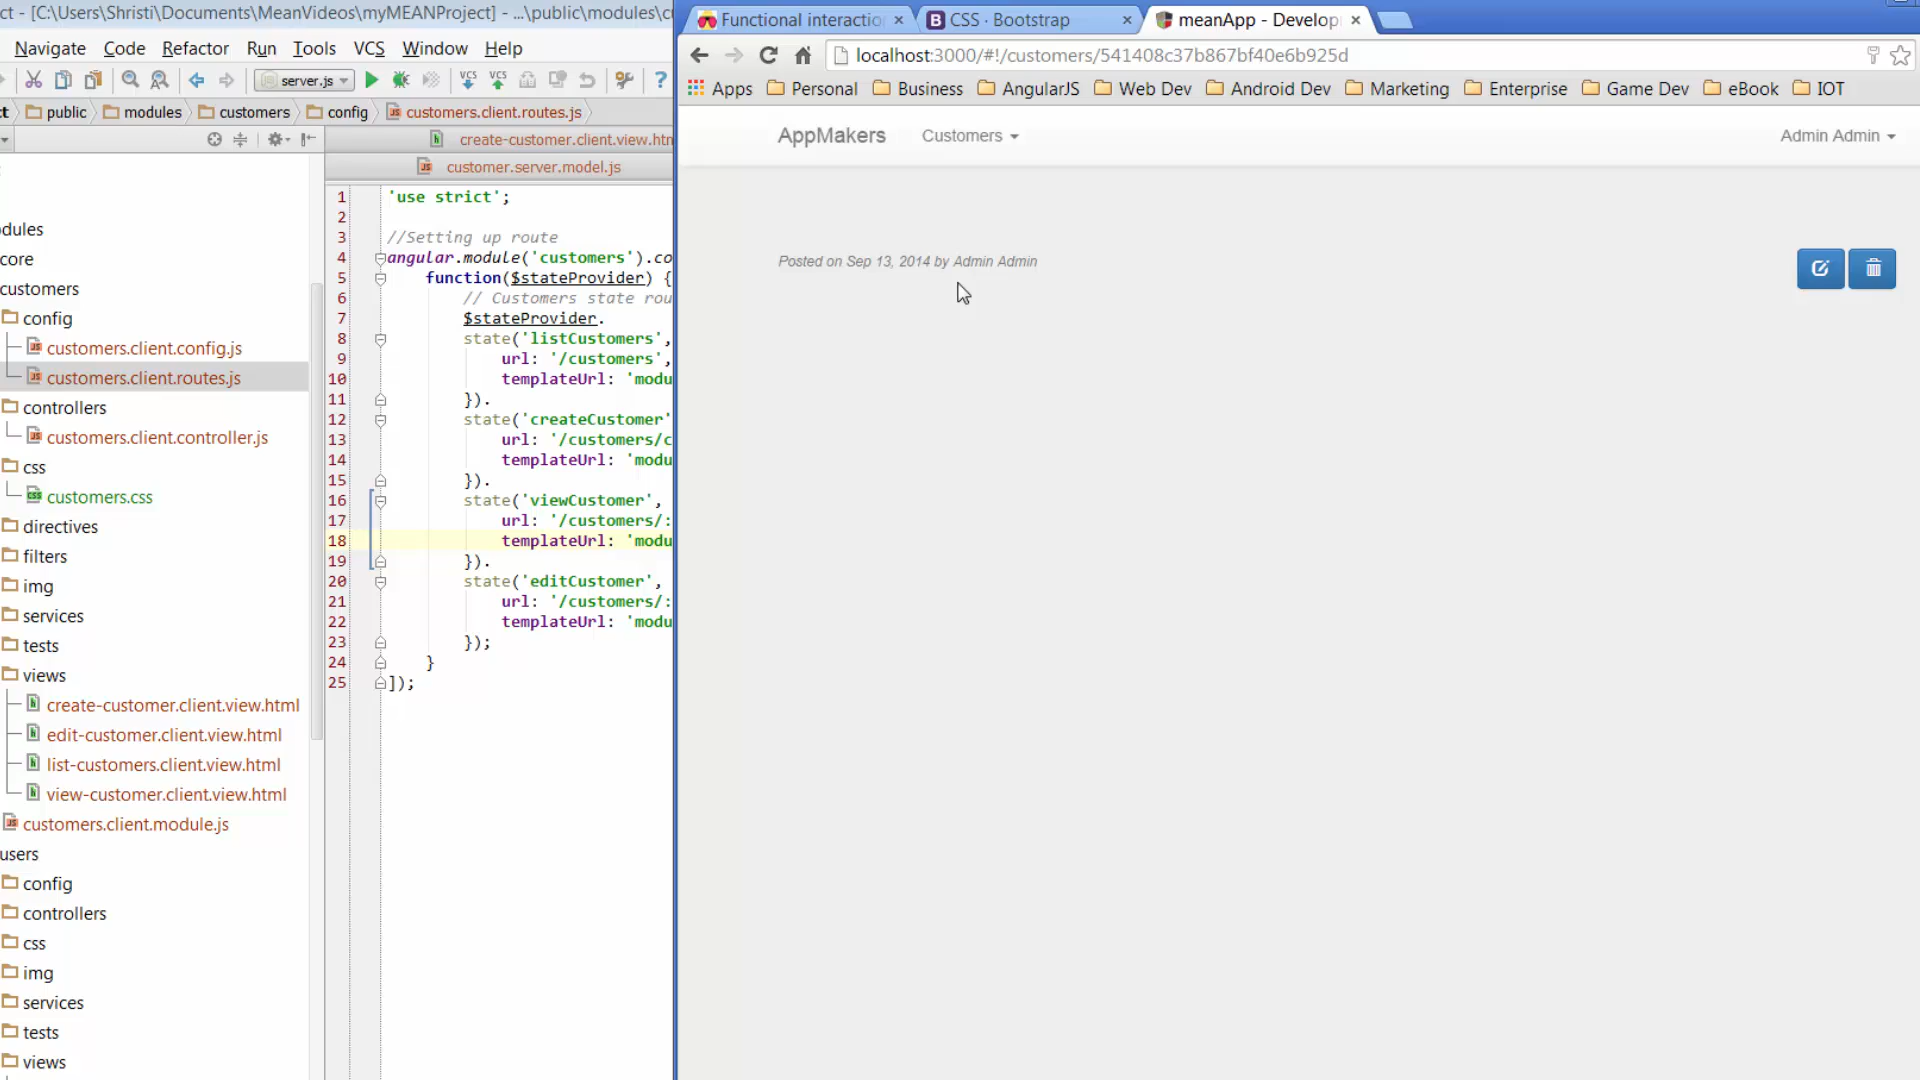 ct - [C:\Users\Shristi\Documents\MeanVideos\myMEANProject] - ...\public\modules\cu
Navigate Code Refactor Run Tools VCS Window Help
server.js
ct public modules customers config customers.client.routes.js
create-customer.client.view.htm
customer.server.model.js
dules
core
customers
config
customers.client.config.js
customers.client.routes.js
controllers
customers.client.controller.js
css
customers.css
directives
filters
img
services
tests
views
create-customer.client.view.html
edit-customer.client.view.html
list-customers.client.view.html
view-customer.client.view.html
customers.client.module.js
users
config
controllers
css
img
services
tests
views
1 'use strict';
2
3 //Setting up route
4 angular.module('customers').co
5 function($stateProvider) {
6 // Customers state rou
7 $stateProvider.
8 state('listCustomers',
9 url: '/customers',
10 templateUrl: 'modu
11 }).
12 state('createCustomer'
13 url: '/customers/c
14 templateUrl: 'modu
15 }).
16 state('viewCustomer',
17 url: '/customers/:
18 templateUrl: 'modu
19 }).
20 state('editCustomer',
21 url: '/customers/:
22 templateUrl: 'modu
23 });
24 }
25 ]);
Functional interactio CSS · Bootstrap meanApp - Develop
localhost:3000/#!/customers/541408c37b867bf40e6b925d
Apps Personal Business AngularJS Web Dev Android Dev Marketing Enterprise Game Dev eBook IOT
AppMakers Customers Admin Admin
Posted on Sep 13, 2014 by Admin Admin